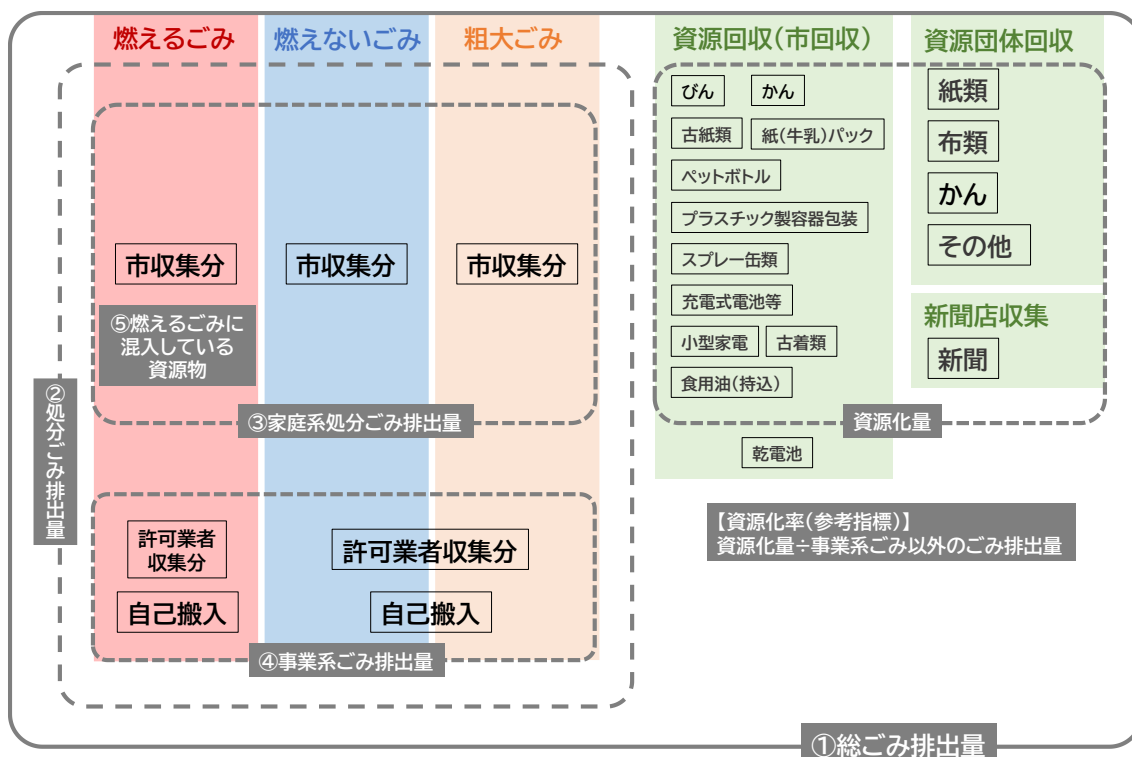 燃えるごみ
燃えないごみ
粗大ごみ
資源回収(市回収)
資源団体回収
びん
かん
古紙類
紙(牛乳)パック
ペットボトル
プラスチック製容器包装
スプレー缶類
充電式電池等
小型家電
古着類
食用油(持込)
乾電池
紙類
布類
かん
その他
新聞店収集
新聞
資源化量
市収集分
市収集分
市収集分
⑤燃えるごみに
混入している
資源物
③家庭系処分ごみ排出量
②処分ごみ排出量
許可業者
収集分
許可業者収集分
自己搬入
自己搬入
④事業系ごみ排出量
【資源化率(参考指標)】
資源化量÷事業系ごみ以外のごみ排出量
①総ごみ排出量